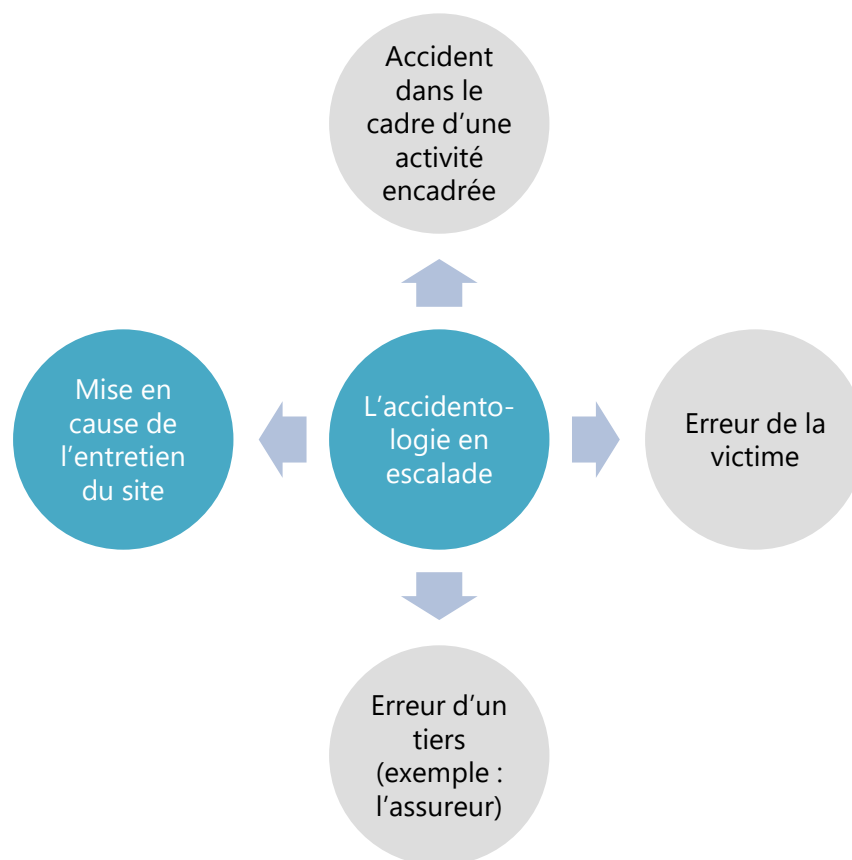 Accident
dans le
cadre d'une
activité
encadrée
Mise en
cause de
l'entretien
du site
L'accidento-
logie en
escalade
Erreur de la
victime
Erreur d'un
tiers
(exemple :
l'assureur)